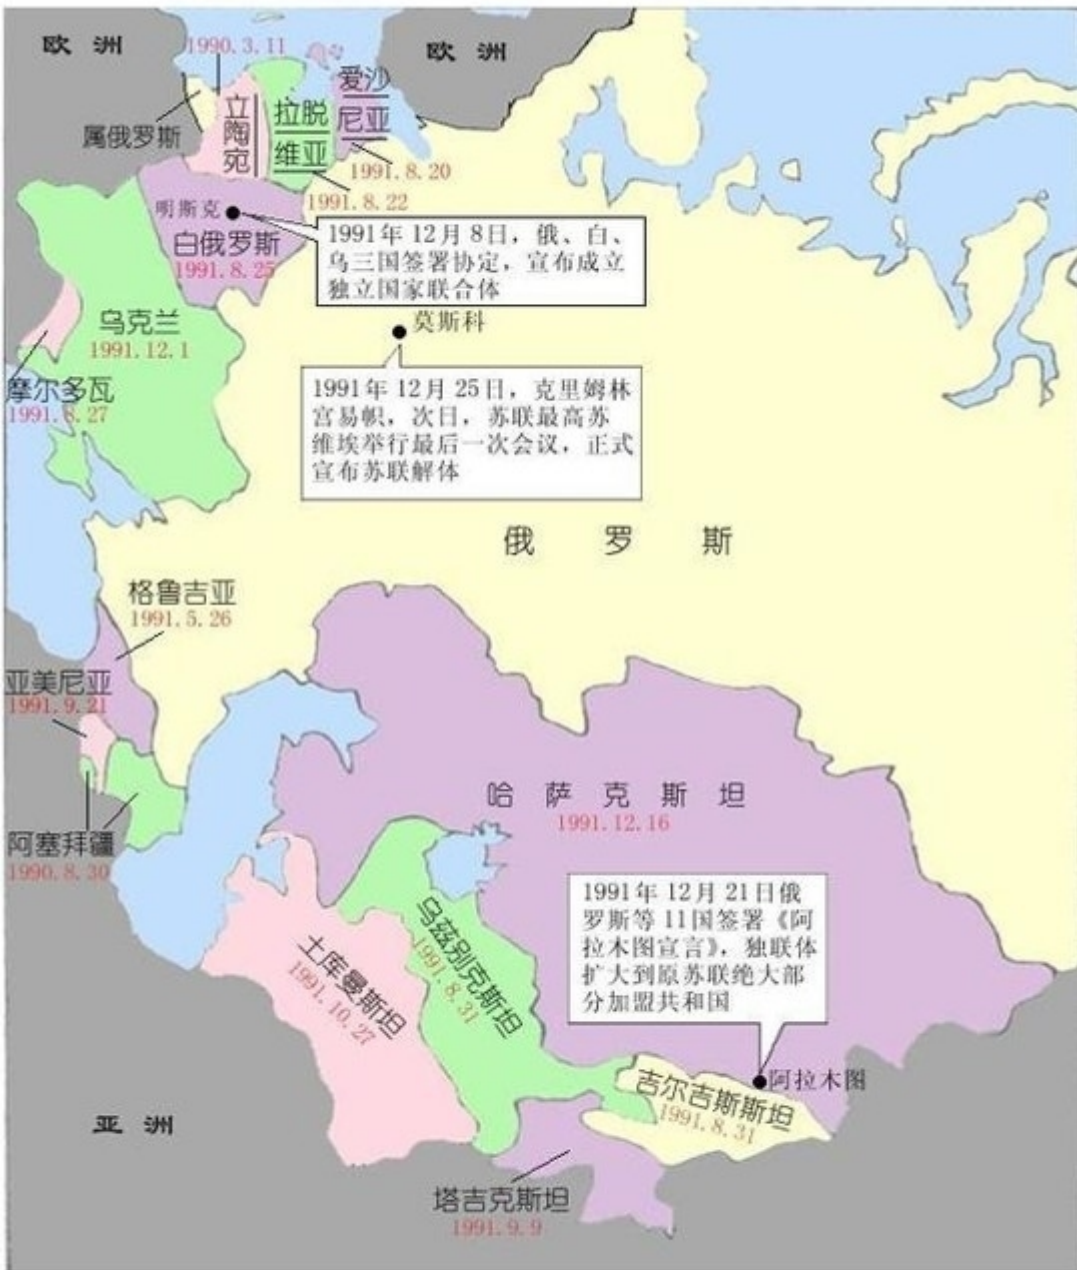 欧 洲
1990.3.11
欧 洲
爱沙
尼亚
立
陶
宛
拉脱
维亚
属俄罗斯
1991.8.20
1991.8.22
明斯克
白俄罗斯
1991.8.25
1991年 12月 8日，俄、白、
乌三国签署协定，宣布成立
独立国家联合体
莫斯科
乌克兰
1991.12.1
摩尔多瓦
1991.8.27
1991年 12月 25日，克里姆林
宫易帜，次日，苏联最高苏
维埃举行最后一次会议，正式
宣布苏联解体
俄 罗 斯
格鲁吉亚
1991.5.26
亚美尼亚
1991.9.21
哈 萨 克 斯 坦
1991.12.16
阿塞拜疆
1990.8.30
1991年 12月 21日俄
罗斯等 11国签署《阿
拉木图宣言》，独联体
扩大到原苏联绝大部
分加盟共和国
乌兹别克斯坦
1991.8.31
土库曼斯坦
1991.10.27
阿拉木图
吉尔吉斯斯坦
1991.8.31
亚 洲
塔吉克斯坦
1991.9.9